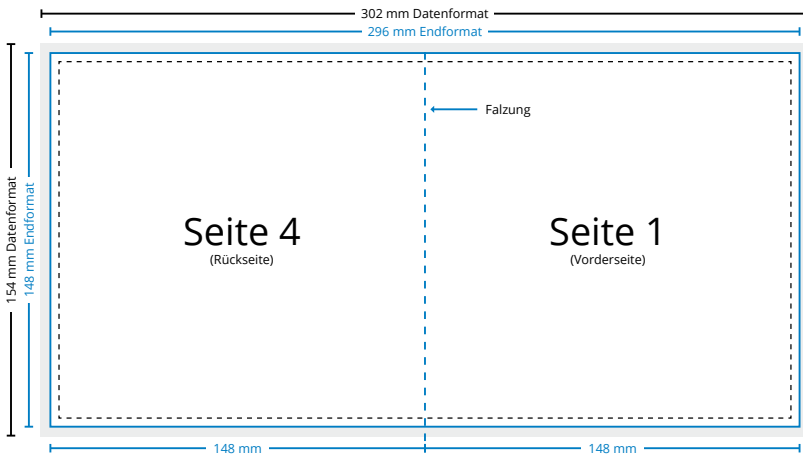 302 mm Datenformat
296 mm Endformat
154 mm Datenformat
148 mm Endformat
Falzung
Seite 4
(Rückseite)
Seite 1
(Vorderseite)
148 mm
148 mm